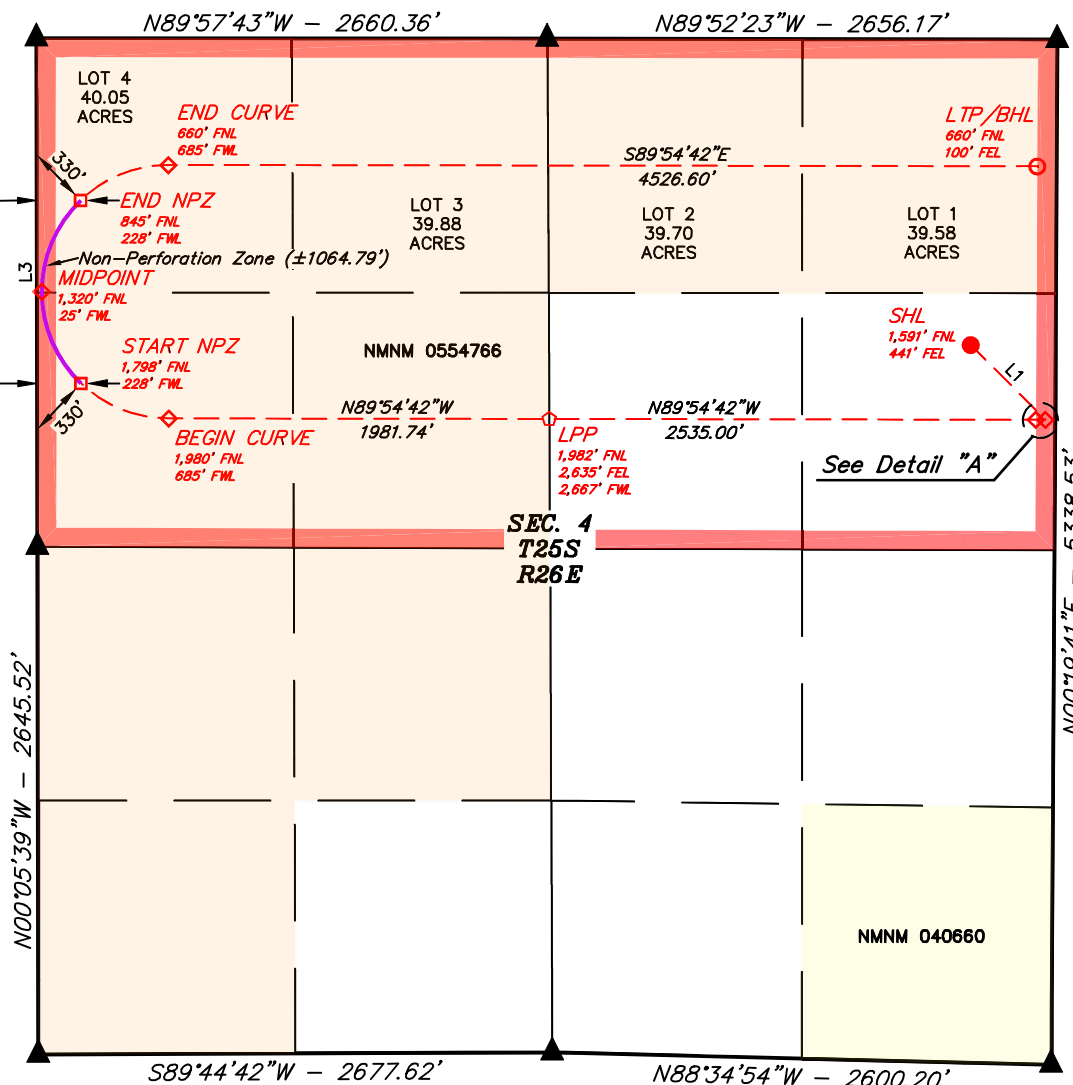 N89°57'43"W - 2660.36'
N89°52'23"W - 2656.17'
LOT 4
40.05
ACRES
END CURVE
660' FNL
685' FWL
LTP/BHL
660' FNL
100' FEL
330'
S89°54'42"E
4526.60'
END NPZ
845' FNL
228' FWL
LOT 3
39.88
ACRES
LOT 2
39.70
ACRES
LOT 1
39.58
ACRES
Non-Perforation Zone (±1064.79')
L3
MIDPOINT
1,320' FNL
25' FWL
SHL
1,591' FNL
441' FEL
START NPZ
1,798' FNL
228' FWL
NMNM 0554766
L1
330'
N89°54'42"W
1981.74'
N89°54'42"W
2535.00'
BEGIN CURVE
1,980' FNL
685' FWL
LPP
1,982' FNL
2,635' FEL
2,667' FWL
See Detail "A"
SEC. 4
T25S
R26E
N00°19'41"E - 5338.53'
N00°05'39"W - 2645.52'
NMNM 040660
S89°44'42"W - 2677.62'
N88°34'54"W - 2600.20'